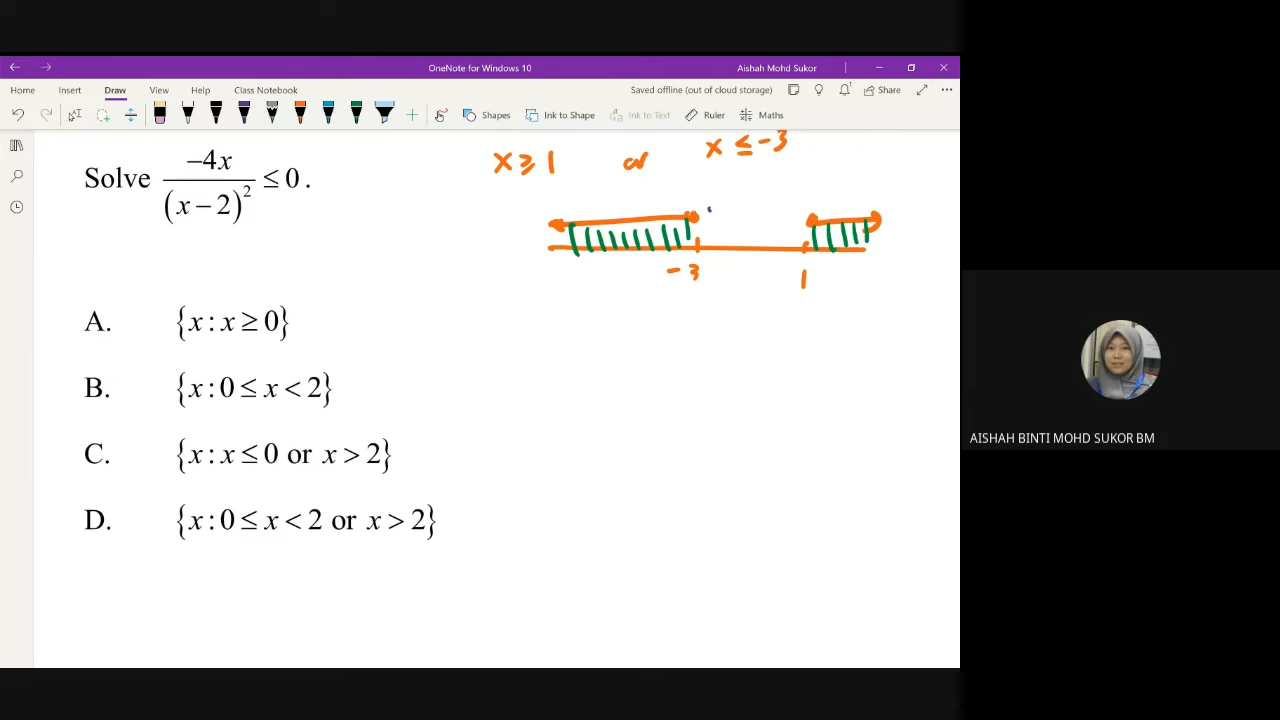 OneNote for Windows 10
Aishah Mohd Sukor
Home Insert Draw View Help Class Notebook
Saved offline (out of cloud storage)
Share
Shapes Ink to Shape Ink to Text Ruler Maths
x ≥ 1 or x ≤ -3
Solve −4x/(x − 2)² ≤ 0.
-3 1
A. {x : x ≥ 0}
B. {x : 0 ≤ x < 2}
C. {x : x ≤ 0 or x > 2}
D. {x : 0 ≤ x < 2 or x > 2}
AISHAH BINTI MOHD SUKOR BM